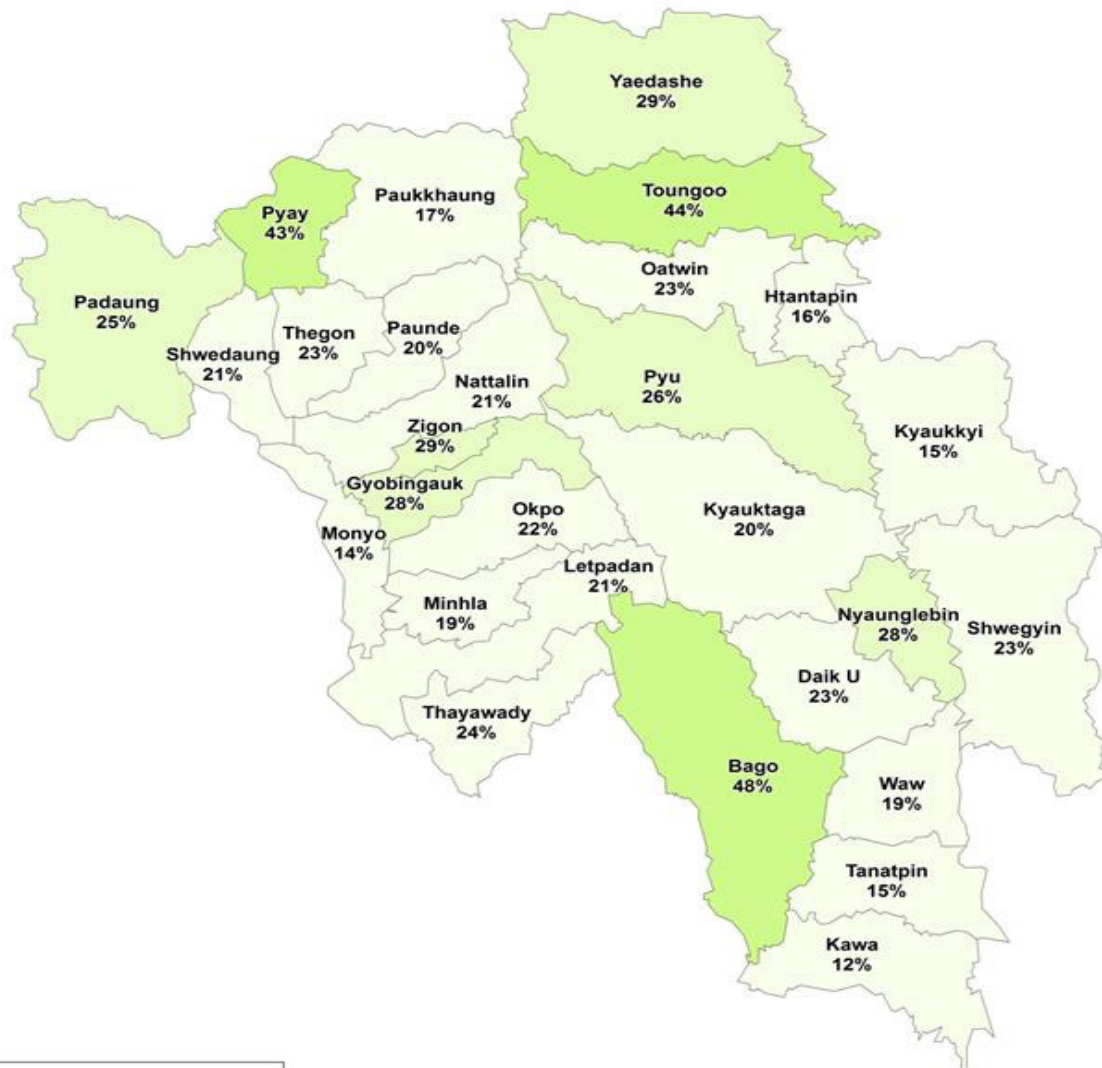 Yaedashe
29%
Toungoo
44%
Paukkhaung
17%
Pyay
43%
Oatwin
23%
Htantapin
16%
Padaung
25%
Shwedaung
21%
Thegon
23%
Paunde
20%
Nattalin
21%
Pyu
26%
Kyaukkyi
15%
Zigon
29%
Gyobingauk
28%
Okpo
22%
Kyauktaga
20%
Monyo
14%
Letpadan
21%
Minhla
19%
Nyaunglebin
28%
Shwegyin
23%
Daik U
23%
Thayawady
24%
Bago
48%
Waw
19%
Tanatpin
15%
Kawa
12%